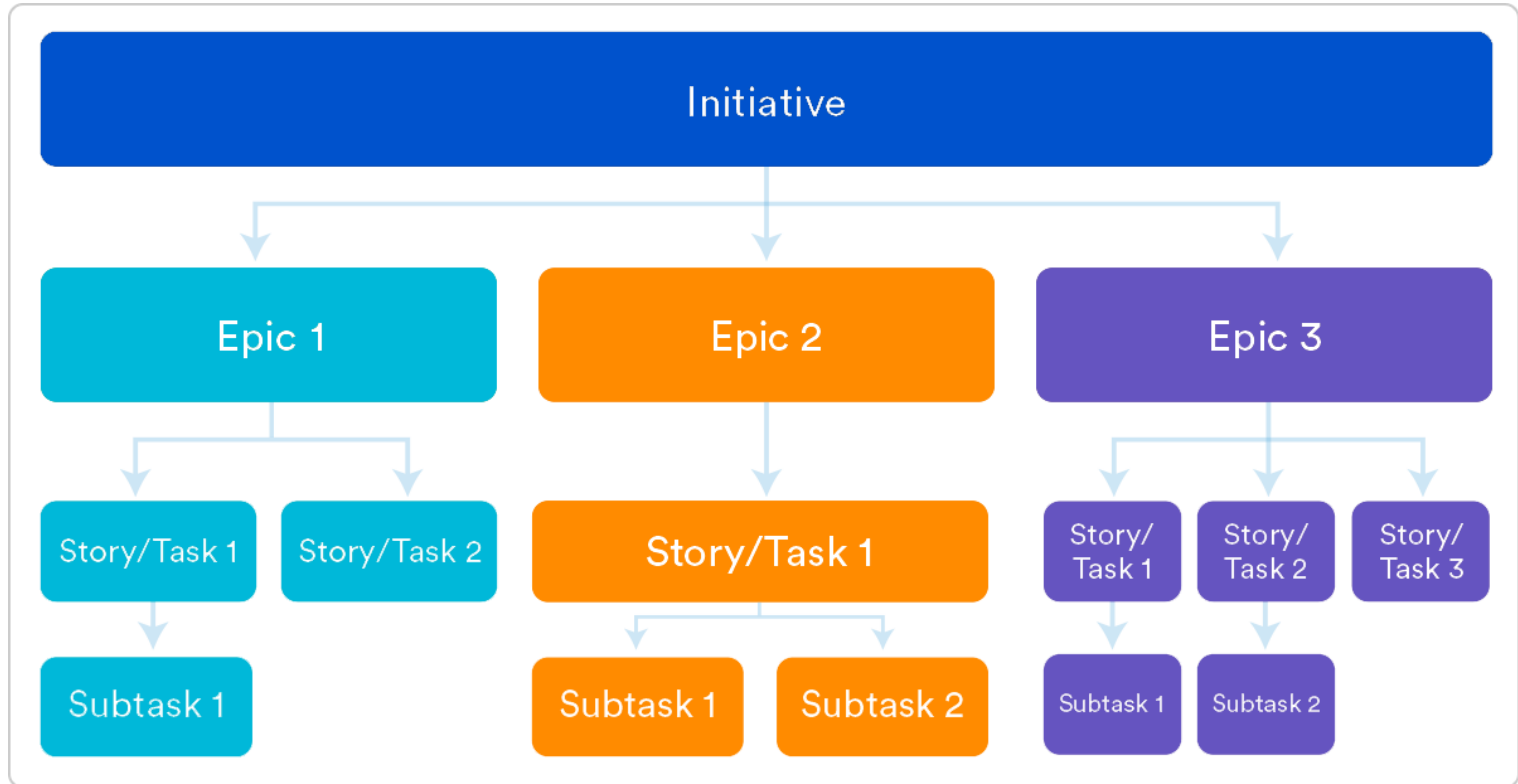 Initiative
Epic 1
Epic 2
Epic 3
Story/Task 1
Story/Task 2
Story/Task 1
Story/
Task 1
Story/
Task 2
Story/
Task 3
Subtask 1
Subtask 1
Subtask 2
Subtask 1
Subtask 2